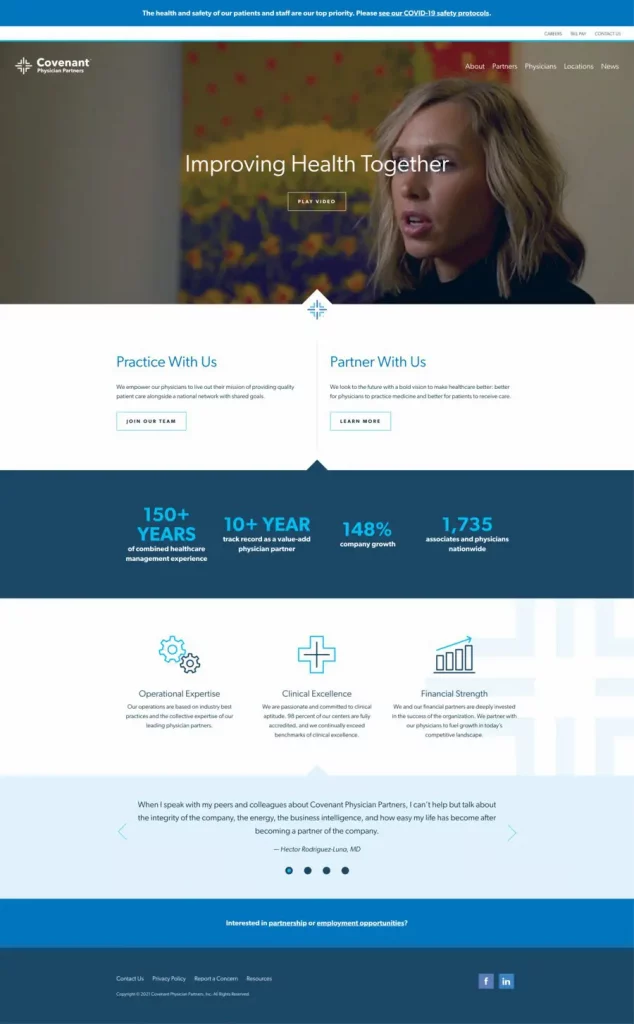 The health and safety of our patients and staff are our top priority. Please see our COVID-19 safety protocols.
CAREERS BILL PAY CONTACT US
Covenant
Physician Partners
About Partners Physicians Locations News
Improving Health Together
PLAY VIDEO
Practice With Us
We empower our physicians to live out their mission of providing quality
patient care alongside a national network with shared goals.
JOIN OUR TEAM
Partner With Us
We look to the future with a bold vision to make healthcare better: better
for physicians to practice medicine and better for patients to receive care.
LEARN MORE
150+
YEARS
of combined healthcare
management experience
10+ YEAR
track record as a value-add
physician partner
148%
company growth
1,735
associates and physicians
nationwide
Operational Expertise
Our operations are based on industry best
practices and the collective expertise of our
leading physician partners.
Clinical Excellence
We are passionate and committed to clinical
aptitude. 98 percent of our centers are fully
accredited, and we continually exceed
benchmarks of clinical excellence.
Financial Strength
We and our financial partners are deeply invested
in the success of the organization. We partner with
our physicians to fuel growth in today's
competitive landscape.
When I speak with my peers and colleagues about Covenant Physician Partners, I can't help but talk about
the integrity of the company, the energy, the business intelligence, and how easy my life has become after
becoming a partner of the company.
— Hector Rodriguez-Luna, MD
Interested in partnership or employment opportunities?
Contact Us Privacy Policy Report a Concern Resources
Copyright © 2021 Covenant Physician Partners, Inc. All Rights Reserved
f in